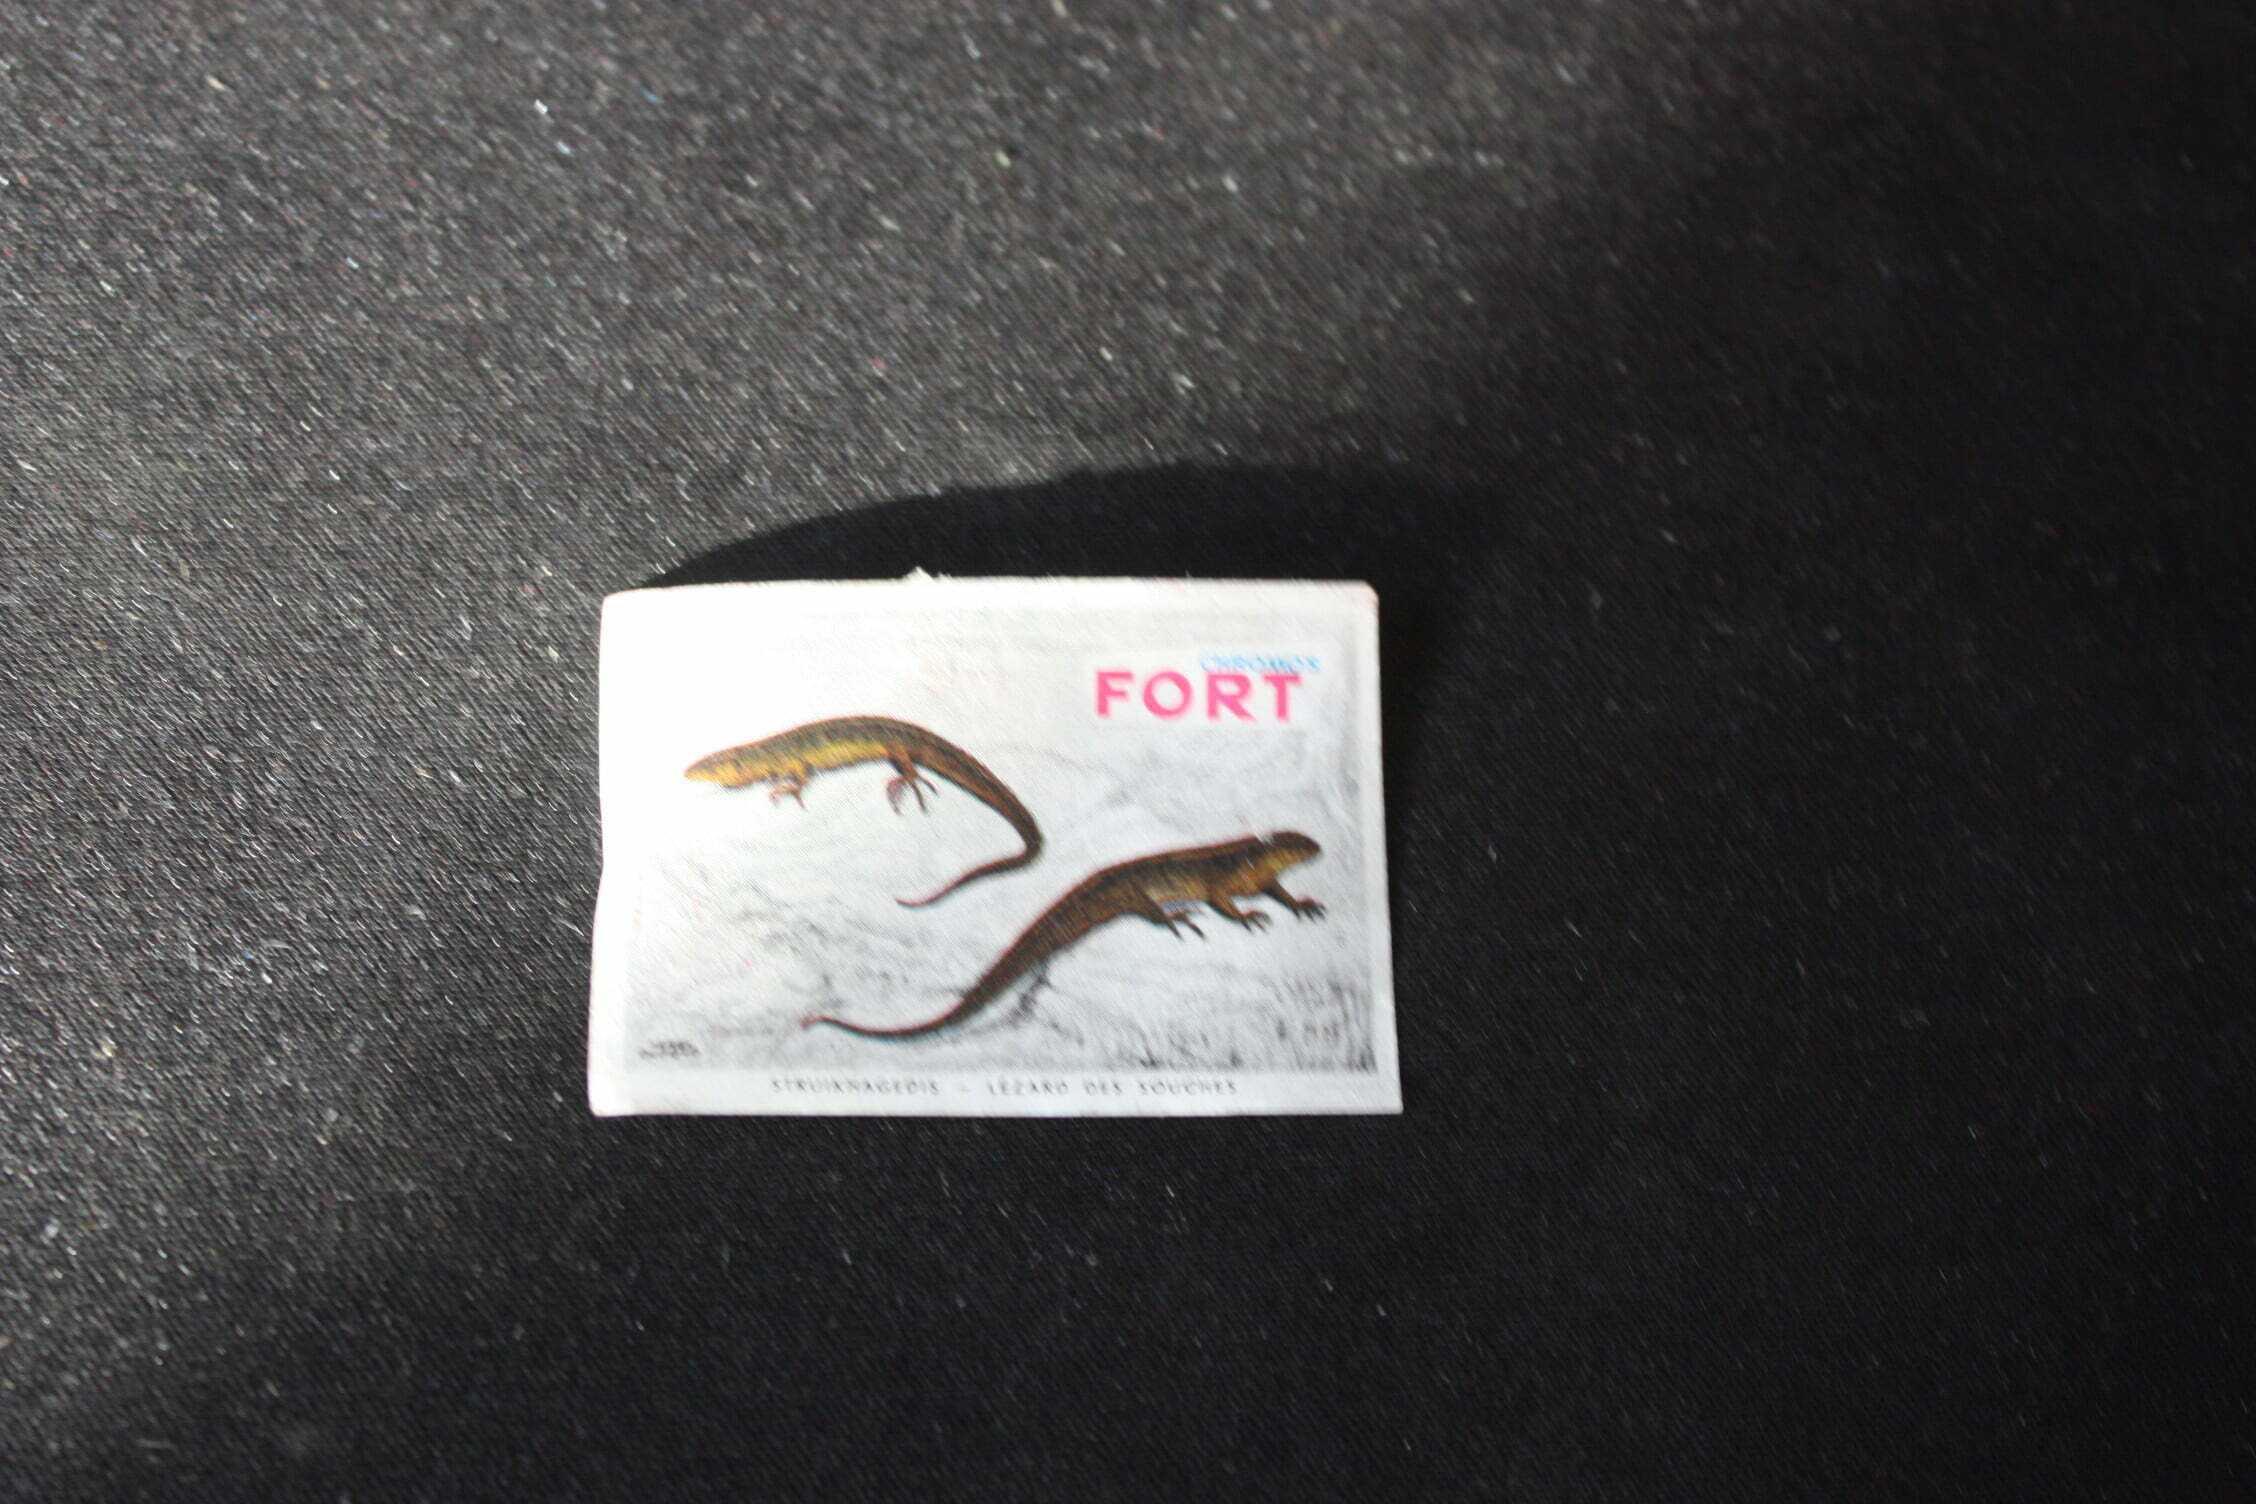 CHROMOS
FORT
STRUIKHAGEDIS – LÉZARD DES SOUCHES